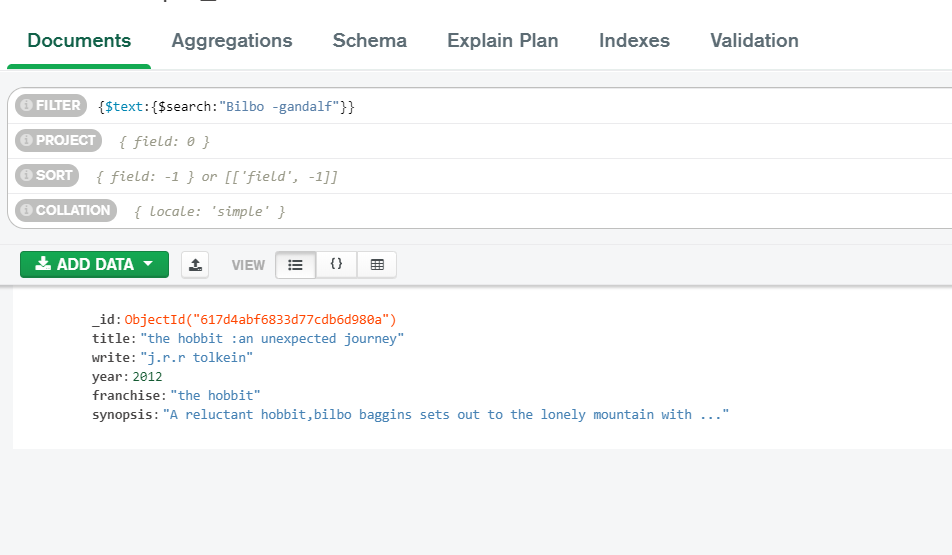 Documents Aggregations Schema Explain Plan Indexes Validation
FILTER {$text:{$search:"Bilbo -gandalf"}}
PROJECT { field: 0 }
SORT { field: -1 } or [['field', -1]]
COLLATION { locale: 'simple' }
ADD DATA VIEW {}
_id: ObjectId("617d4abf6833d77cdb6d980a")
title: "the hobbit :an unexpected journey"
write: "j.r.r tolkein"
year: 2012
franchise: "the hobbit"
synopsis: "A reluctant hobbit,bilbo baggins sets out to the lonely mountain with ..."